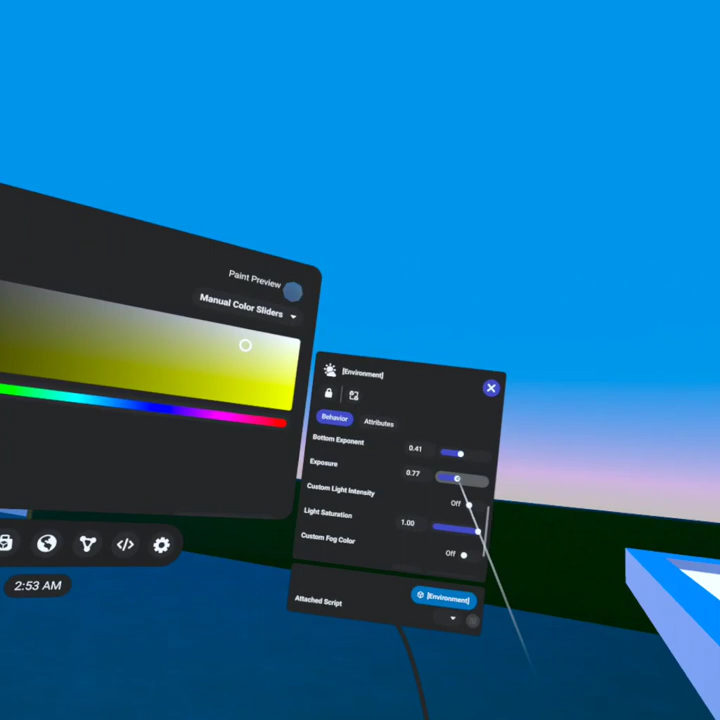 Paint Preview
Manual Color Sliders
[Environment]
Behavior
Attributes
Bottom Exponent
0.41
Exposure
0.77
Custom Light Intensity
Off
Light Saturation
1.00
Custom Fog Color
Off
Attached Script
[Environment]
</>
2:53 AM